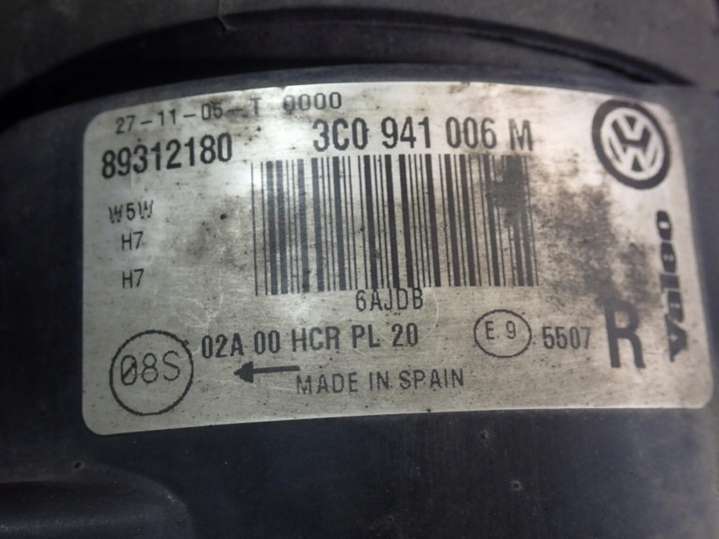 27-11-05-T 0000
89312180 3C0 941 006 M
W5W
H7
H7
6AJDB
Valeo
08S 02A 00 HCR PL 20 E.9 5507 R
MADE IN SPAIN